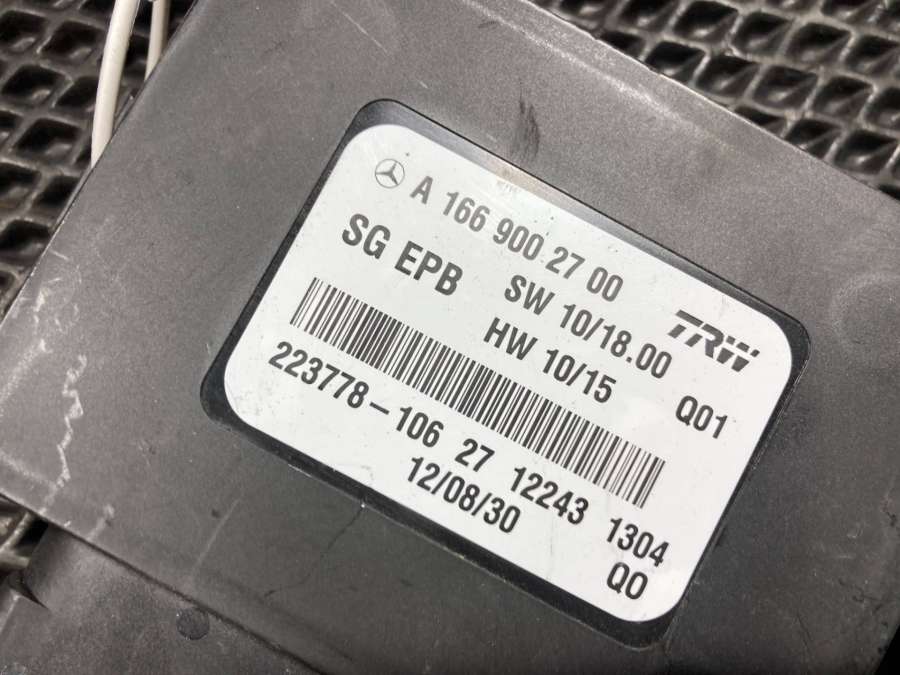 A 166 900 27 00
SG EPB SW 10/18.00 TRW
HW 10/15 Q01
223778-106 27 12243 1304
12/08/30 Q0